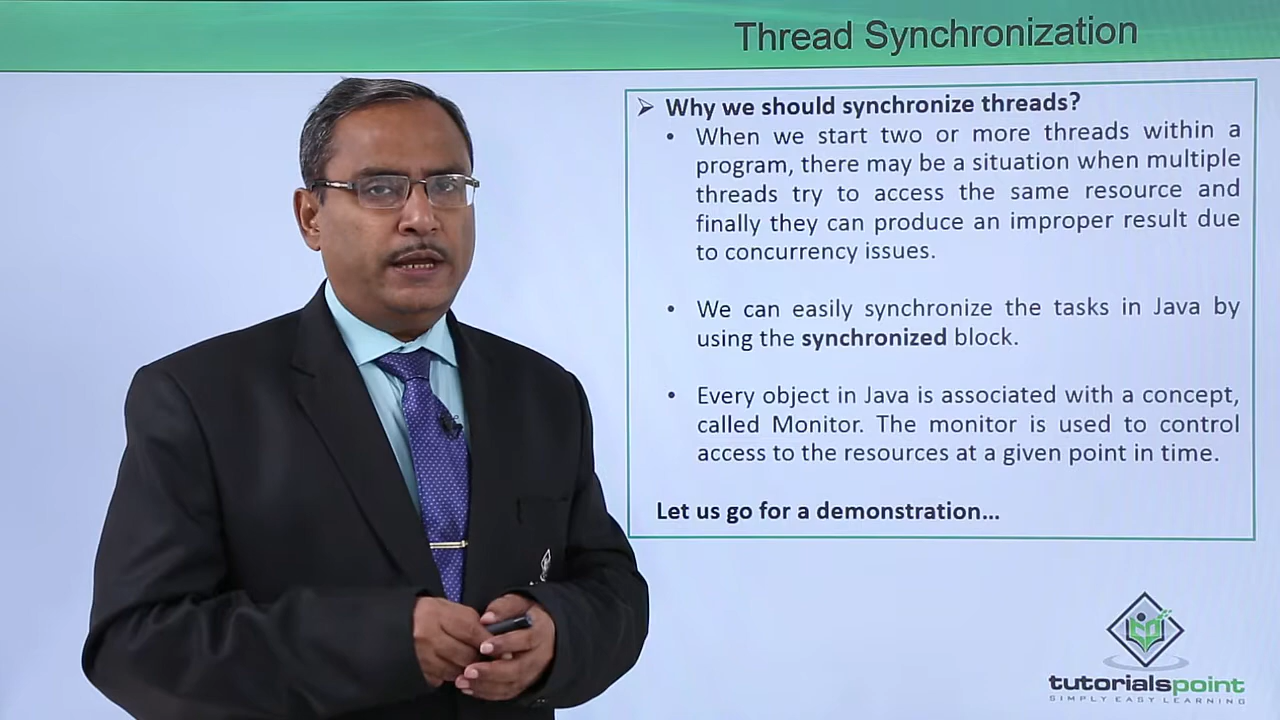 Thread Synchronization
➢ Why we should synchronize threads?
• When we start two or more threads within a
program, there may be a situation when multiple
threads try to access the same resource and
finally they can produce an improper result due
to concurrency issues.
• We can easily synchronize the tasks in Java by
using the synchronized block.
• Every object in Java is associated with a concept,
called Monitor. The monitor is used to control
access to the resources at a given point in time.
Let us go for a demonstration...
tutorialspoint
SIMPLY EASY LEARNING